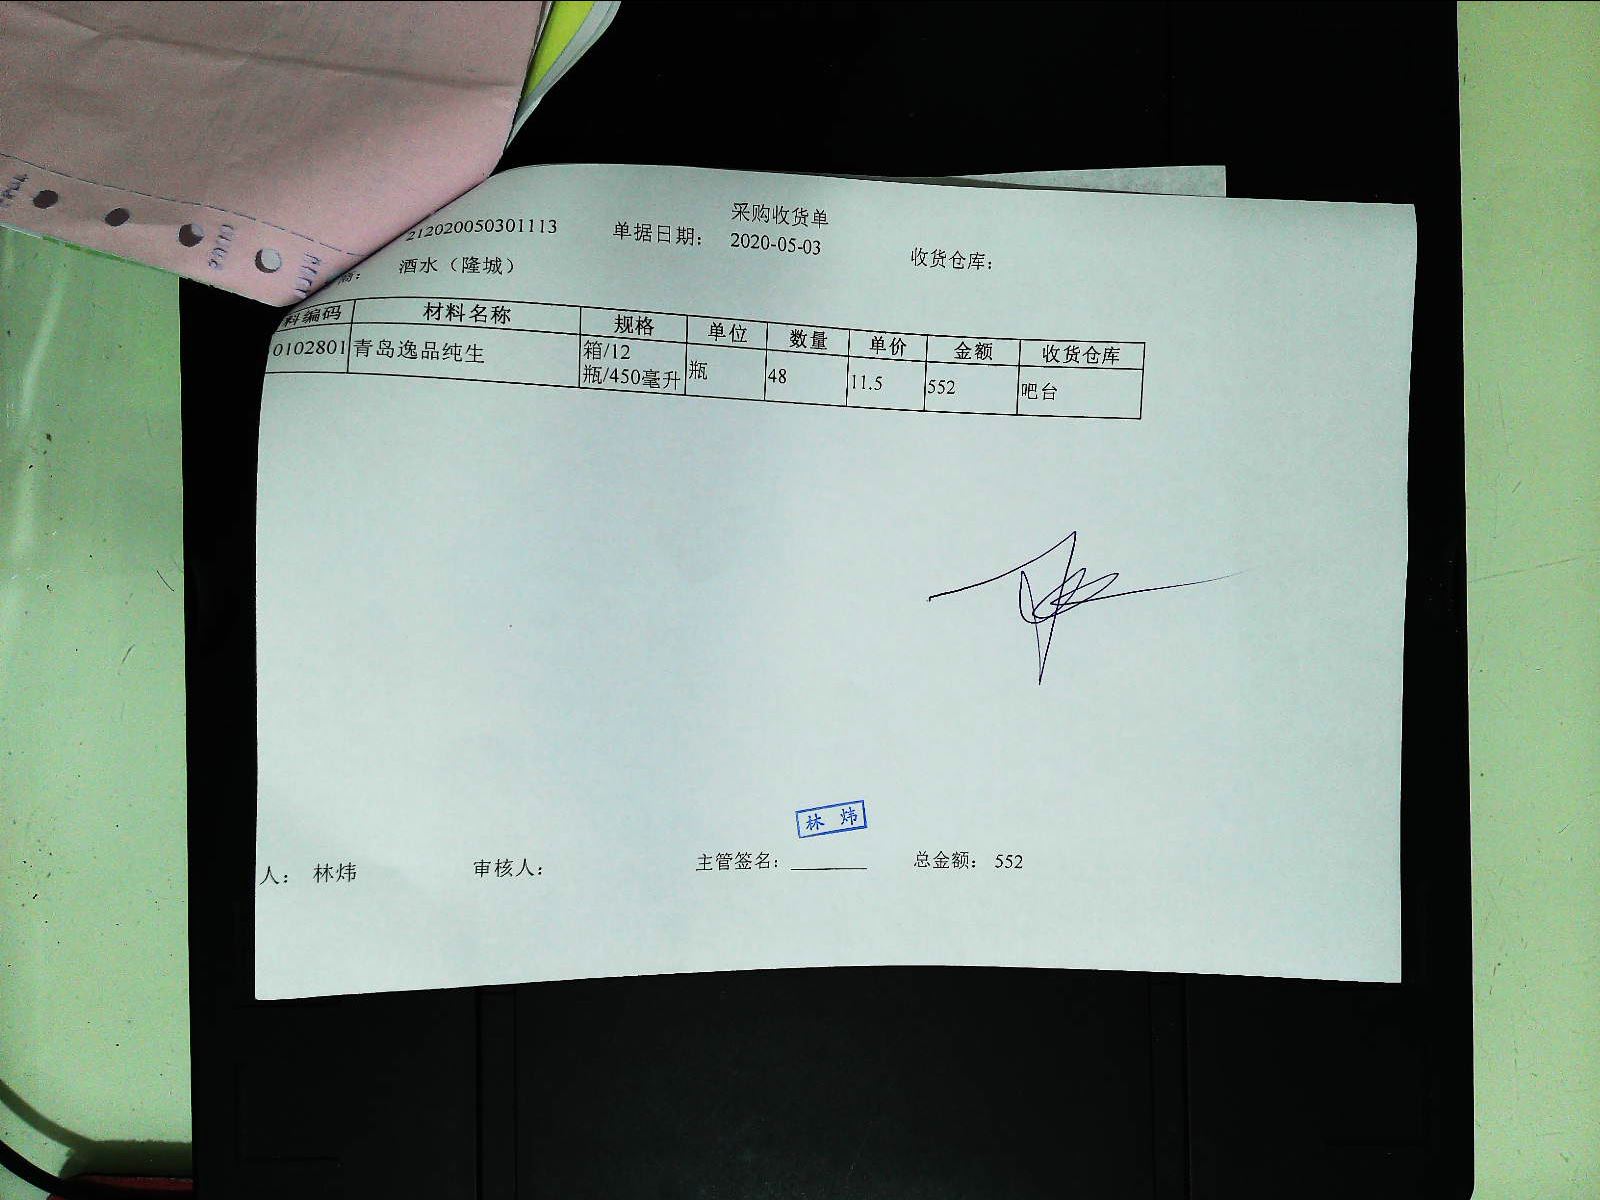 采购收货单
212020050301113 单据日期: 2020-05-03 收货仓库:
商: 酒水（隆城）
料编码 材料名称 规格 单位 数量 单价 金额 收货仓库
0102801 青岛逸品纯生 箱/12 瓶 48 11.5 552 吧台
瓶/450毫升
林 炜
人: 林炜 审核人: 主管签名: 总金额: 552